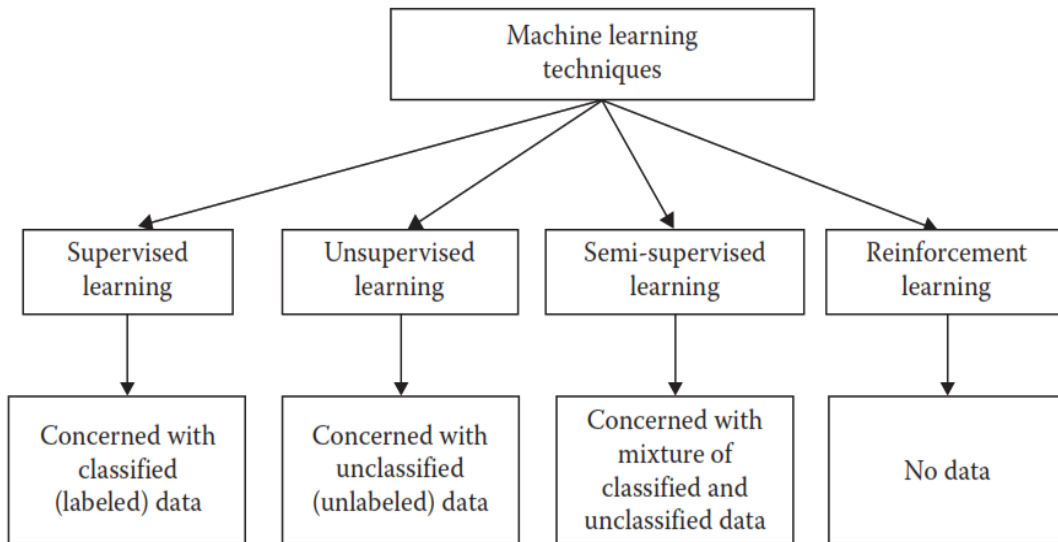 Machine learning
techniques
Supervised
learning
Unsupervised
learning
Semi-supervised
learning
Reinforcement
learning
Concerned with
classified
(labeled) data
Concerned with
unclassified
(unlabeled) data
Concerned with
mixture of
classified and
unclassified data
No data